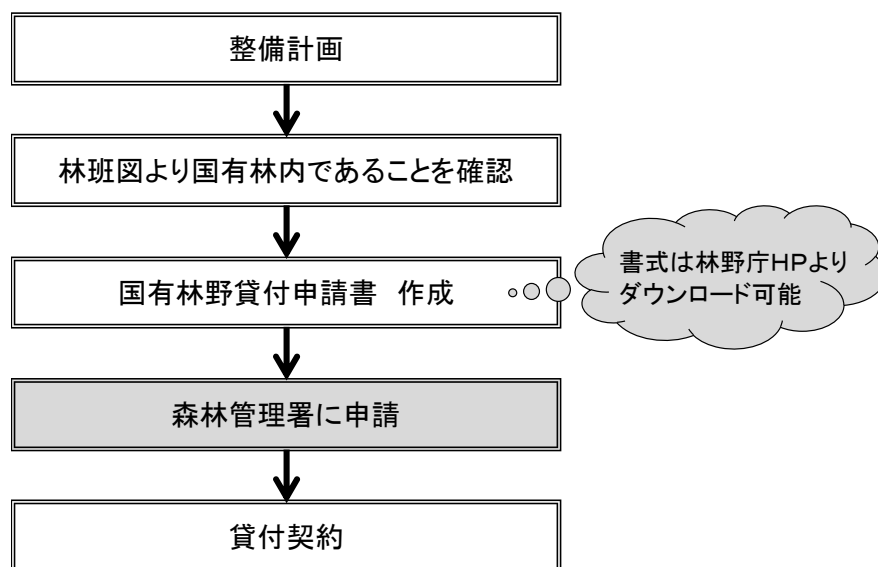 整備計画
林班図より国有林内であることを確認
国有林野貸付申請書　作成
書式は林野庁HPより
ダウンロード可能
森林管理署に申請
貸付契約